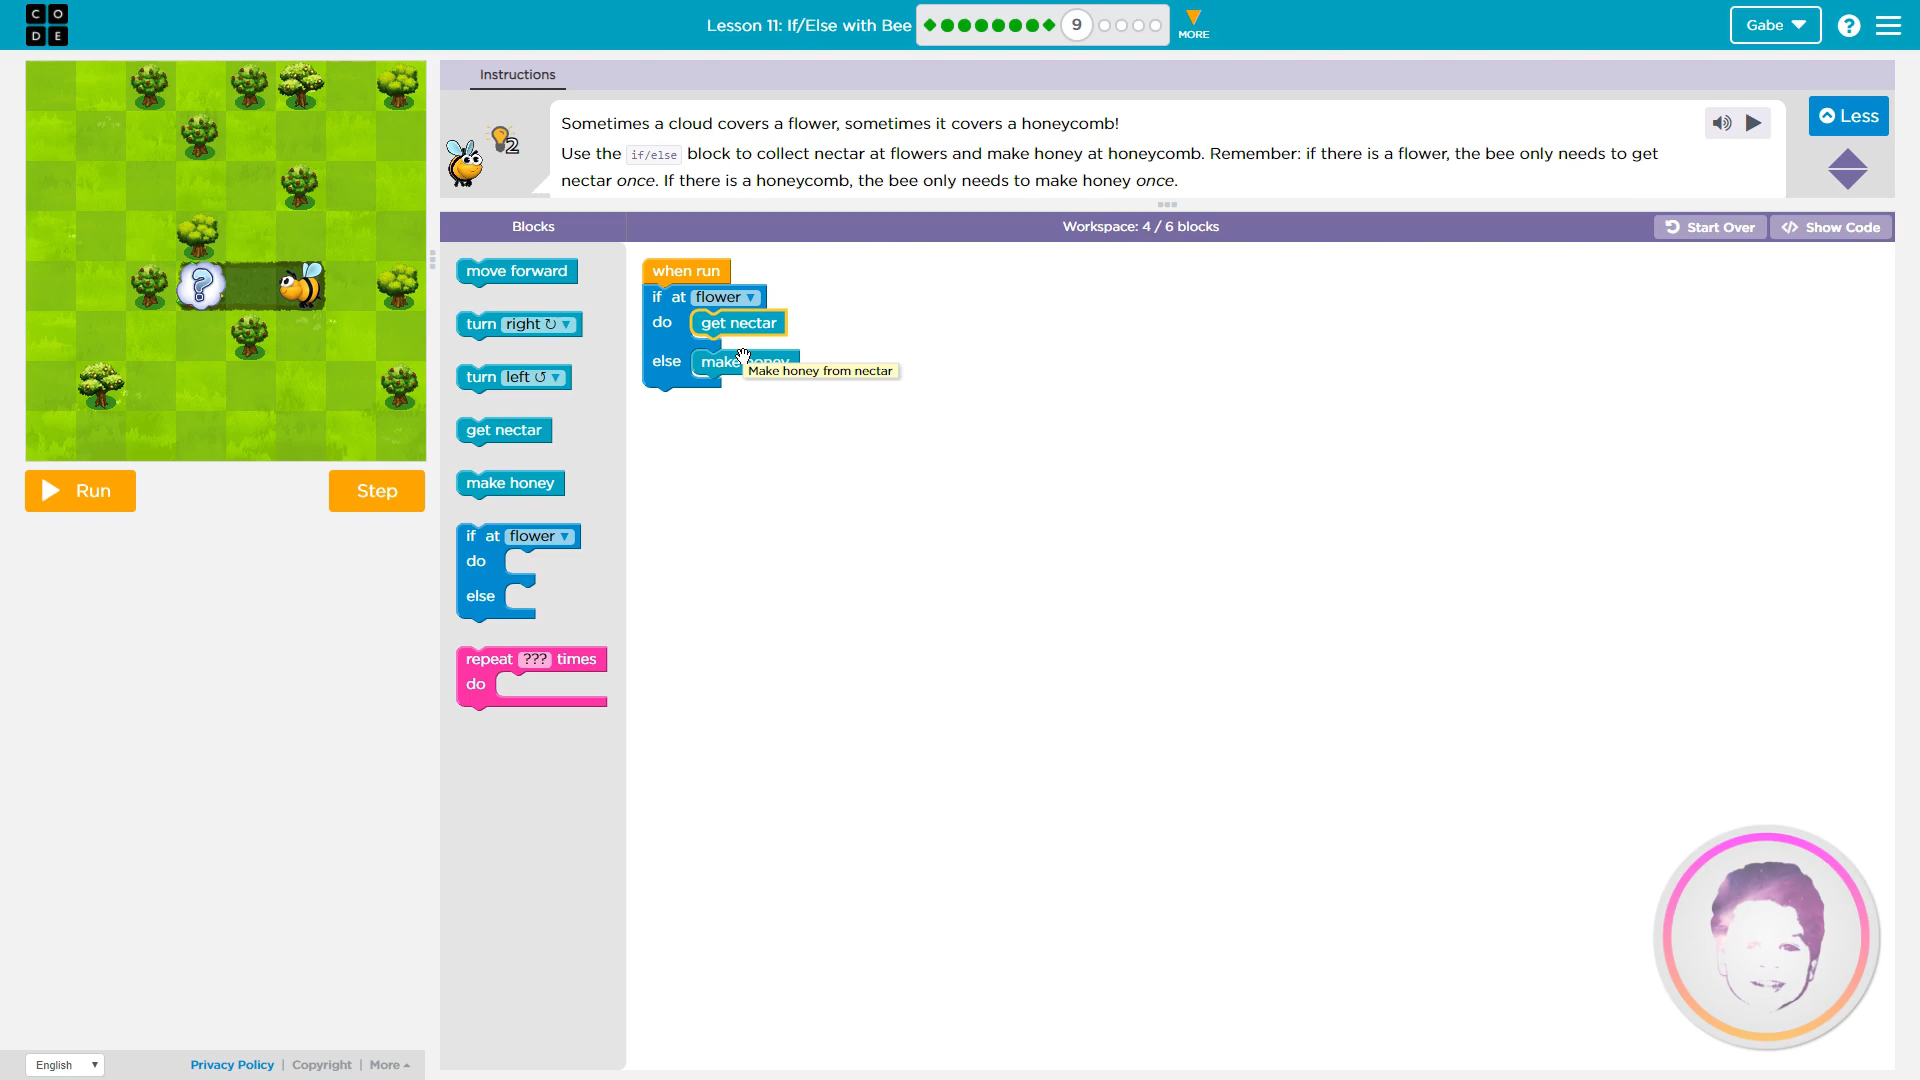 C O
D E
Lesson 11: If/Else with Bee
9
MORE
Gabe
?
Instructions
2
Sometimes a cloud covers a flower, sometimes it covers a honeycomb!
Use the if/else block to collect nectar at flowers and make honey at honeycomb. Remember: if there is a flower, the bee only needs to get
nectar once. If there is a honeycomb, the bee only needs to make honey once.
Less
Blocks
Workspace: 4 / 6 blocks
Start Over
</> Show Code
move forward
turn right ↻ ▼
turn left ↺ ▼
get nectar
make honey
if at flower ▼
do
else
repeat ??? times
do
when run
if at flower ▼
do get nectar
else make honey
Make honey from nectar
?
Run
Step
English
Privacy Policy | Copyright | More